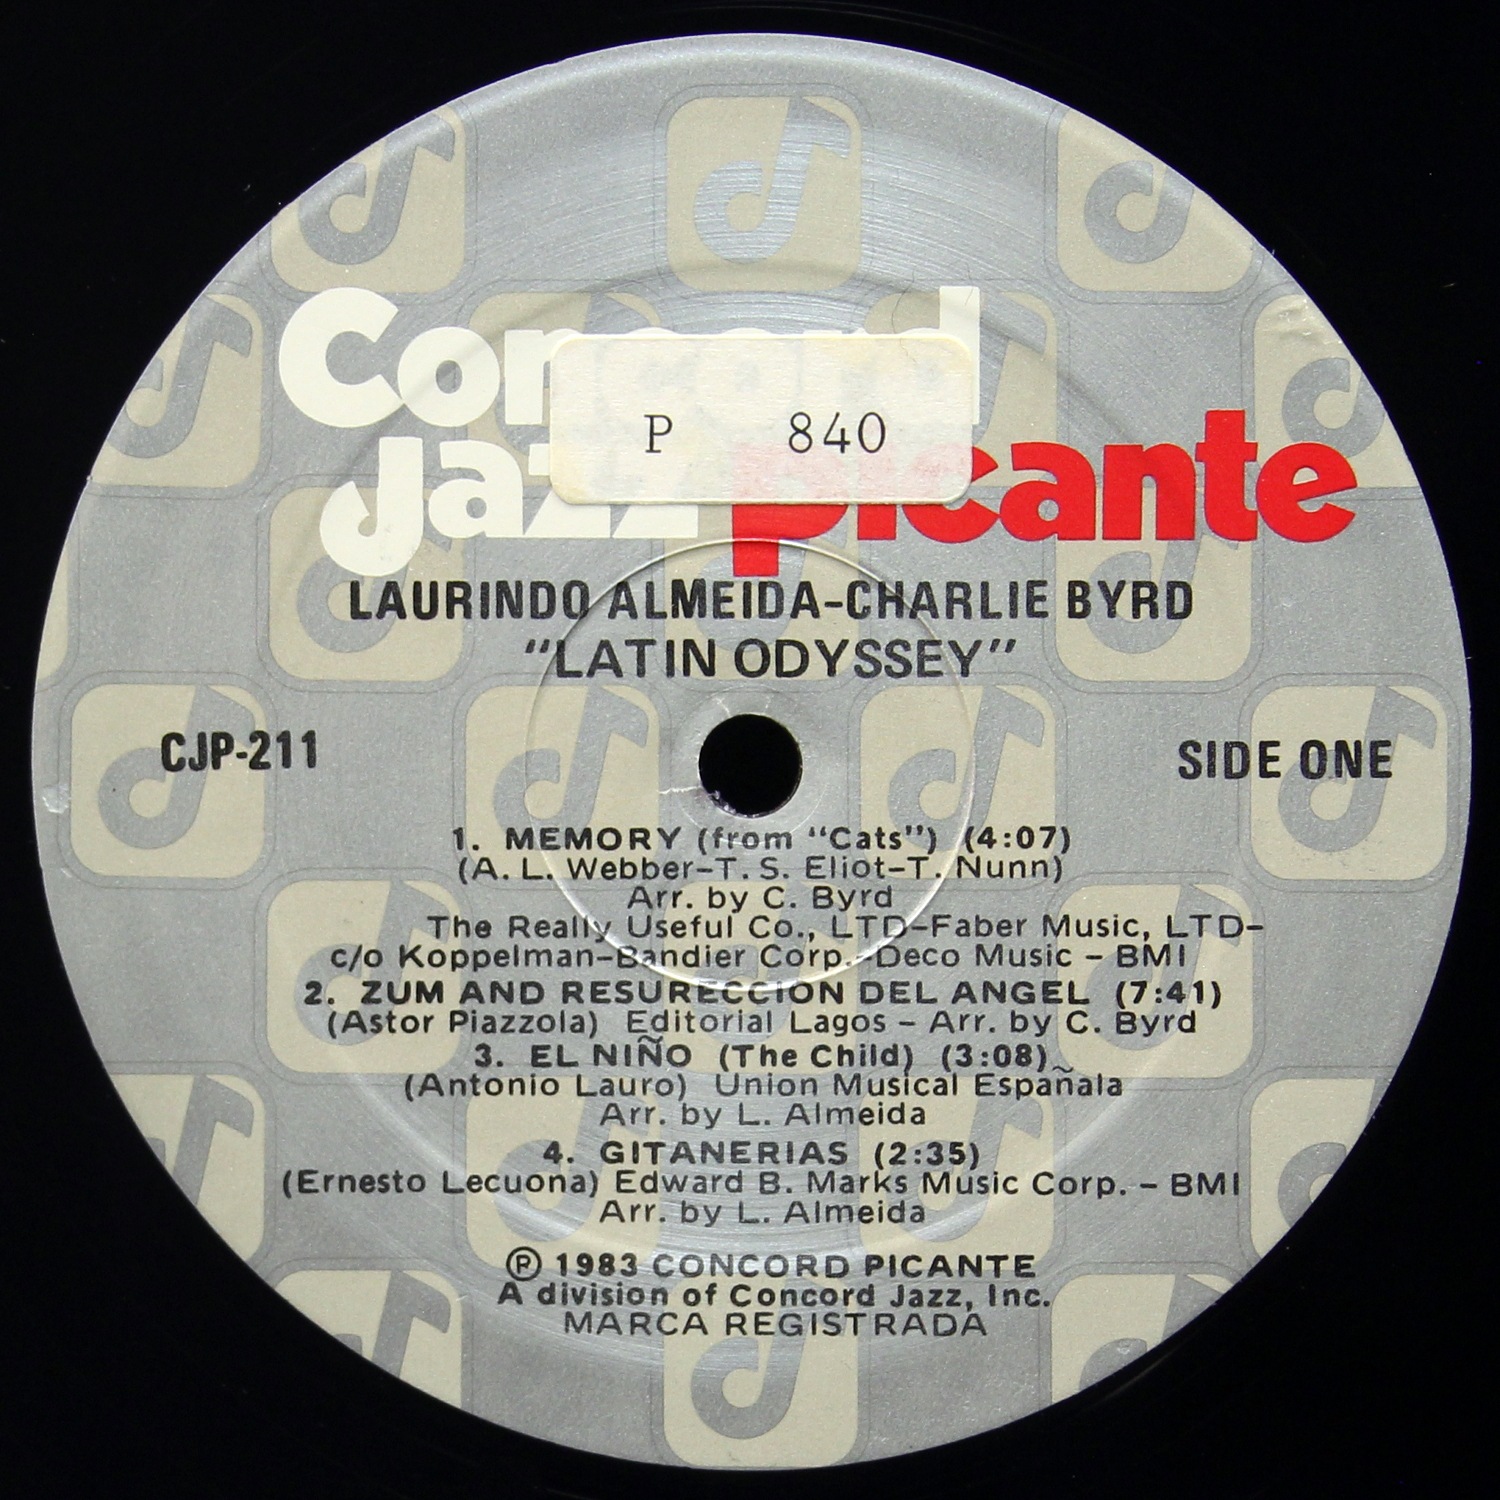 Concord
P 840
Jazz Picante
LAURINDO ALMEIDA-CHARLIE BYRD
"LATIN ODYSSEY"
CJP-211
SIDE ONE
1. MEMORY (from "Cats") (4:07)
(A. L. Webber-T. S. Eliot-T. Nunn)
Arr. by C. Byrd
The Really Useful Co., LTD-Faber Music, LTD-
c/o Koppelman-Bandier Corp.-Deco Music - BMI
2. ZUM AND RESURECCION DEL ANGEL (7:41)
(Astor Piazzola) Editorial Lagos - Arr. by C. Byrd
3. EL NIÑO (The Child) (3:08)
(Antonio Lauro) Union Musical Españala
Arr. by L. Almeida
4. GITANERIAS (2:35)
(Ernesto Lecuona) Edward B. Marks Music Corp. - BMI
Arr. by L. Almeida
Ⓟ 1983 CONCORD PICANTE
A division of Concord Jazz, Inc.
MARCA REGISTRADA